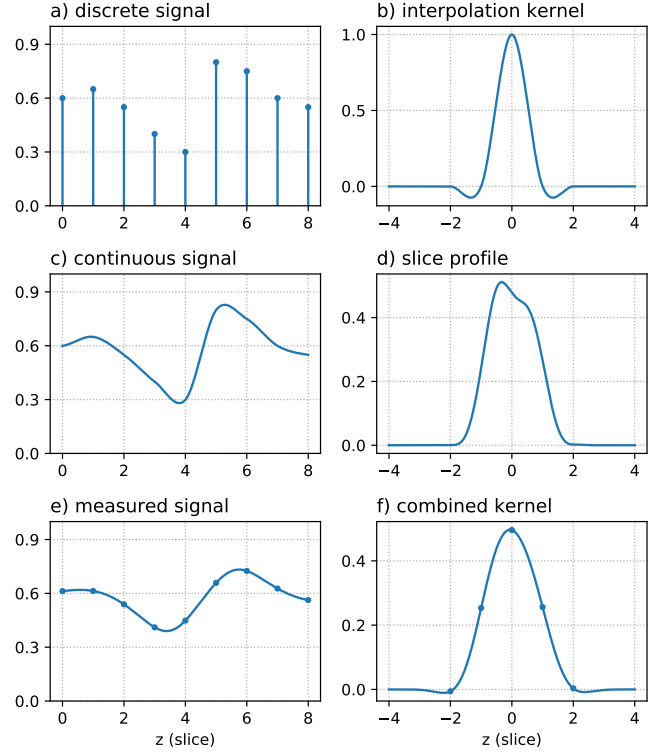 a) discrete signal
0.9
0.6
0.3
0.0
0 2 4 6 8
b) interpolation kernel
1.0
0.5
0.0
−4 −2 0 2 4
c) continuous signal
0.9
0.6
0.3
0.0
0 2 4 6 8
d) slice profile
0.4
0.2
0.0
−4 −2 0 2 4
e) measured signal
0.9
0.6
0.3
0.0
0 2 4 6 8
z (slice)
f) combined kernel
0.4
0.2
0.0
−4 −2 0 2 4
z (slice)